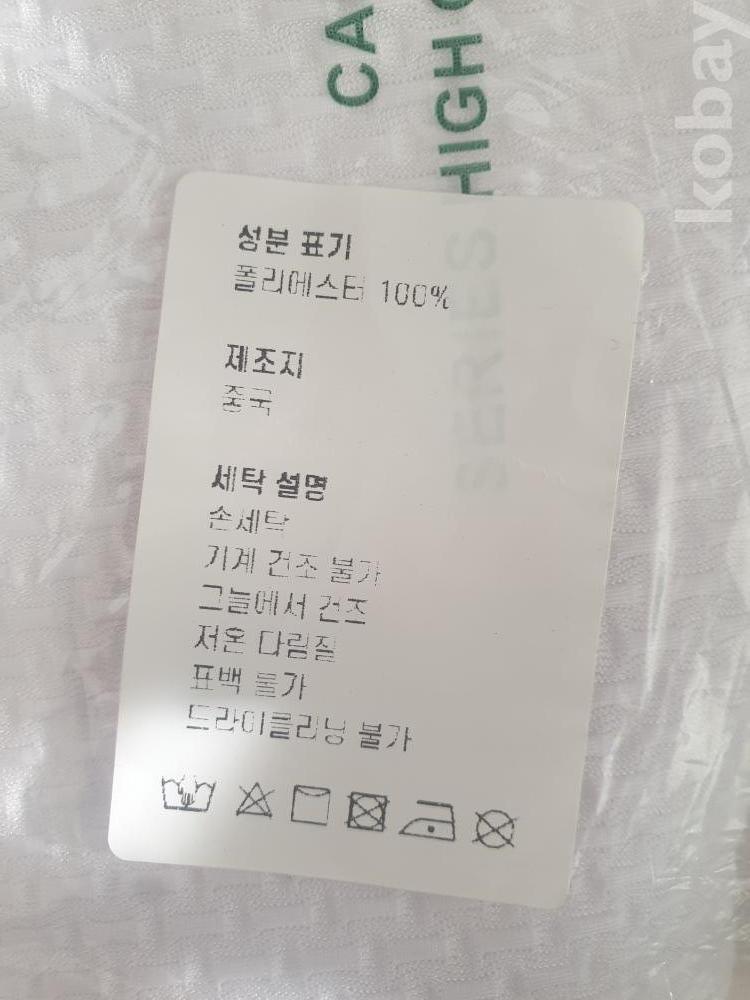 CA
HIGH
SERIES
kobay
성분 표기
폴리에스터 100%
제조지
중국
세탁 설명
손세탁
기계 건조 불가
그늘에서 건조
저온 다림질
표백 불가
드라이클리닝 불가